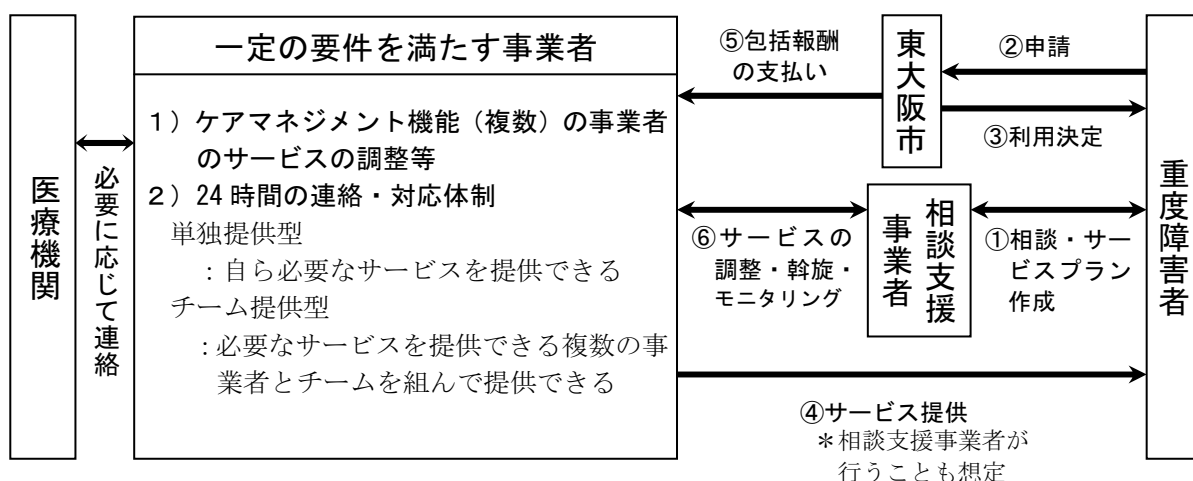 医療機関
必要に応じて連絡
一定の要件を満たす事業者
１）ケアマネジメント機能（複数）の事業者
のサービスの調整等
２）24 時間の連絡・対応体制
単独提供型
：自ら必要なサービスを提供できる
チーム提供型
：必要なサービスを提供できる複数の事
業者とチームを組んで提供できる
⑤包括報酬
の支払い
東大阪市
②申請
③利用決定
⑥サービスの
調整・斡旋・
モニタリング
相談支援
事業者
①相談・サー
ビスプラン
作成
重度障害者
④サービス提供
＊相談支援事業者が
行うことも想定